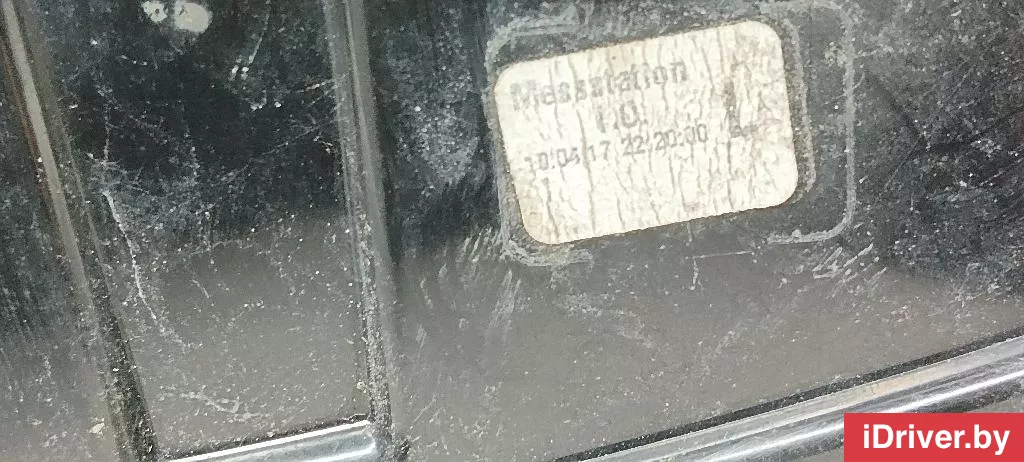 Messstation
I.O.
10.04.17 22:20:00
iDriver.by